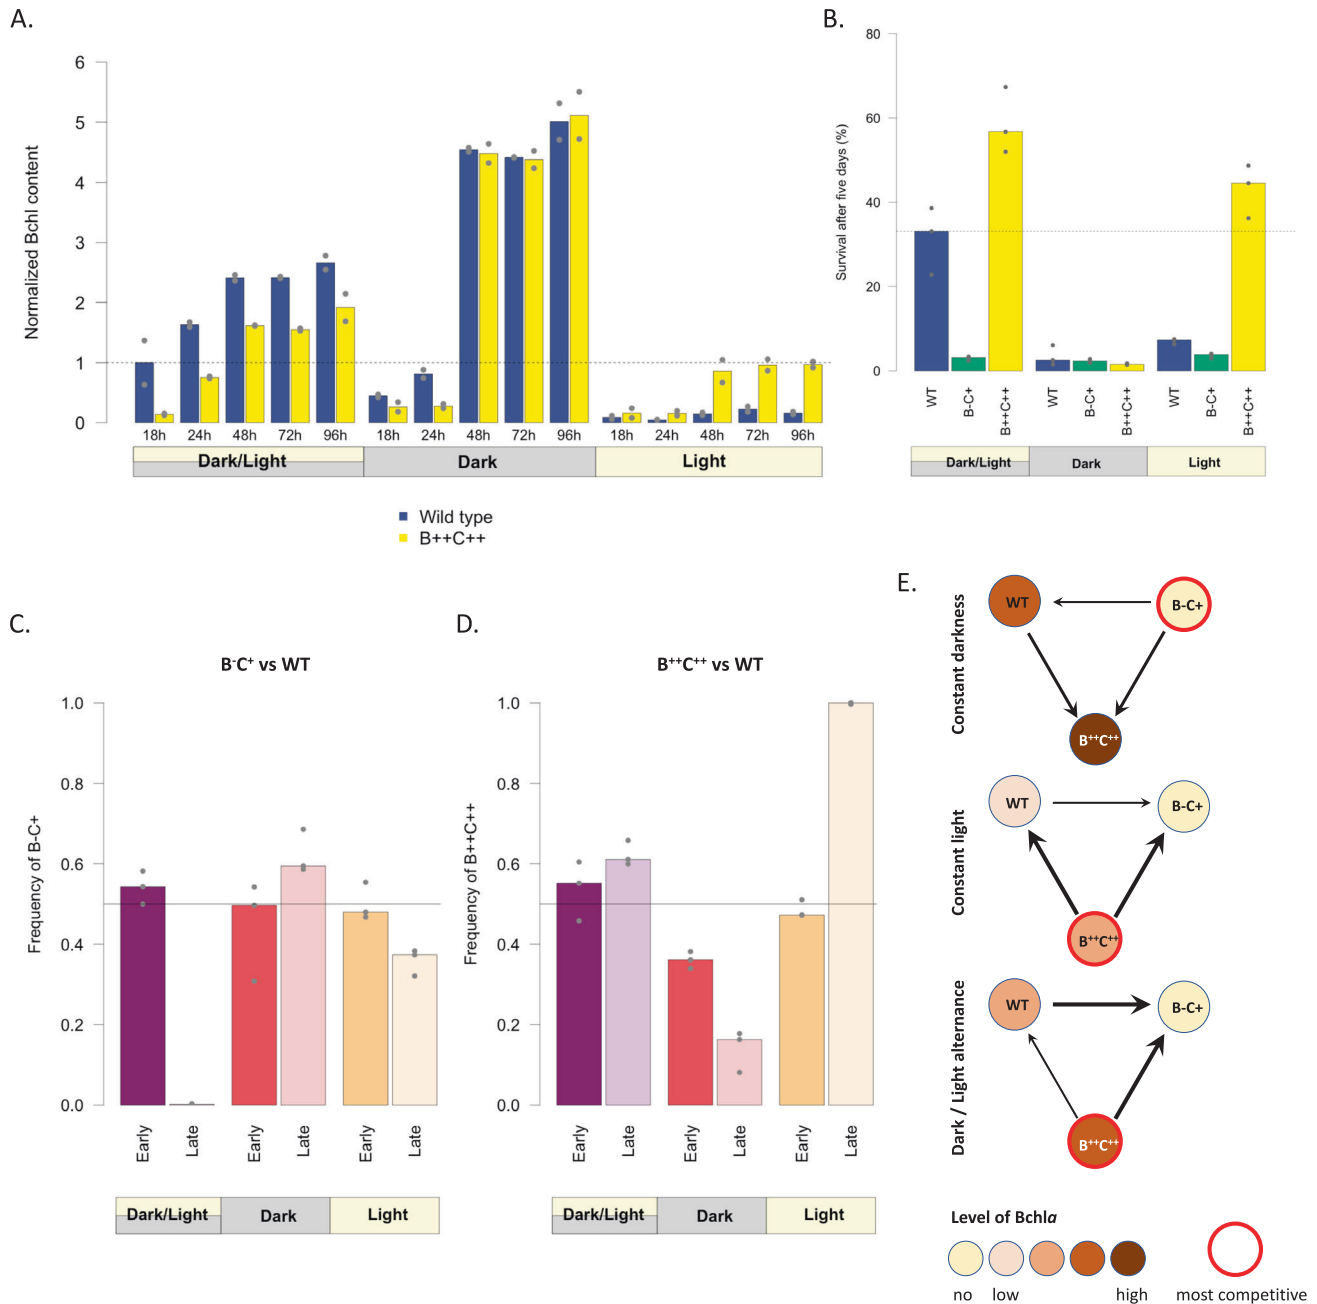 A.
Normalized Bchl content
6
5
4
3
2
1
0
18h 24h 48h 72h 96h 18h 24h 48h 72h 96h 18h 24h 48h 72h 96h
Dark/Light Dark Light
Wild type
B++C++
B.
Survival after five days (%)
80
60
40
20
0
WT B-C+ B++C++ WT B-C+ B++C++ WT B-C+ B++C++
Dark/Light Dark Light
C.
B⁻C⁺ vs WT
Frequency of B-C+
1.0
0.8
0.6
0.4
0.2
0.0
Early Late Early Late Early Late
Dark/Light Dark Light
D.
B⁺⁺C⁺⁺ vs WT
Frequency of B++C++
1.0
0.8
0.6
0.4
0.2
0.0
Early Late Early Late Early Late
Dark/Light Dark Light
E.
Constant darkness
WT B-C+
B⁺⁺C⁺⁺
Constant light
WT B-C+
B⁺⁺C⁺⁺
Dark / Light alternance
WT B-C+
B⁺⁺C⁺⁺
Level of Bchla
no low high
most competitive